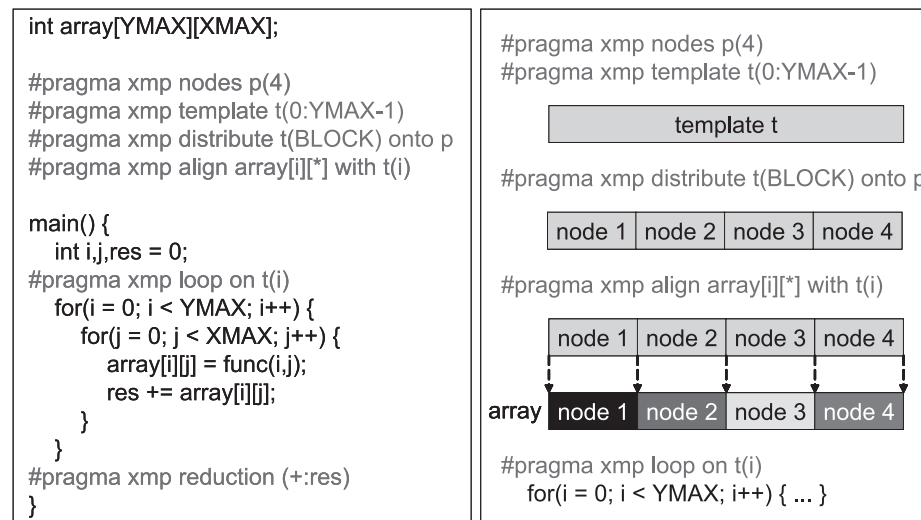 int array[YMAX][XMAX];
#pragma xmp nodes p(4)
#pragma xmp template t(0:YMAX-1)
#pragma xmp distribute t(BLOCK) onto p
#pragma xmp align array[i][*] with t(i)
main() {
int i,j,res = 0;
#pragma xmp loop on t(i)
for(i = 0; i < YMAX; i++) {
for(j = 0; j < XMAX; j++) {
array[i][j] = func(i,j);
res += array[i][j];
}
}
#pragma xmp reduction (+:res)
}
#pragma xmp nodes p(4)
#pragma xmp template t(0:YMAX-1)
template t
#pragma xmp distribute t(BLOCK) onto p
node 1 node 2 node 3 node 4
#pragma xmp align array[i][*] with t(i)
node 1 node 2 node 3 node 4
array node 1 node 2 node 3 node 4
#pragma xmp loop on t(i)
for(i = 0; i < YMAX; i++) { ... }